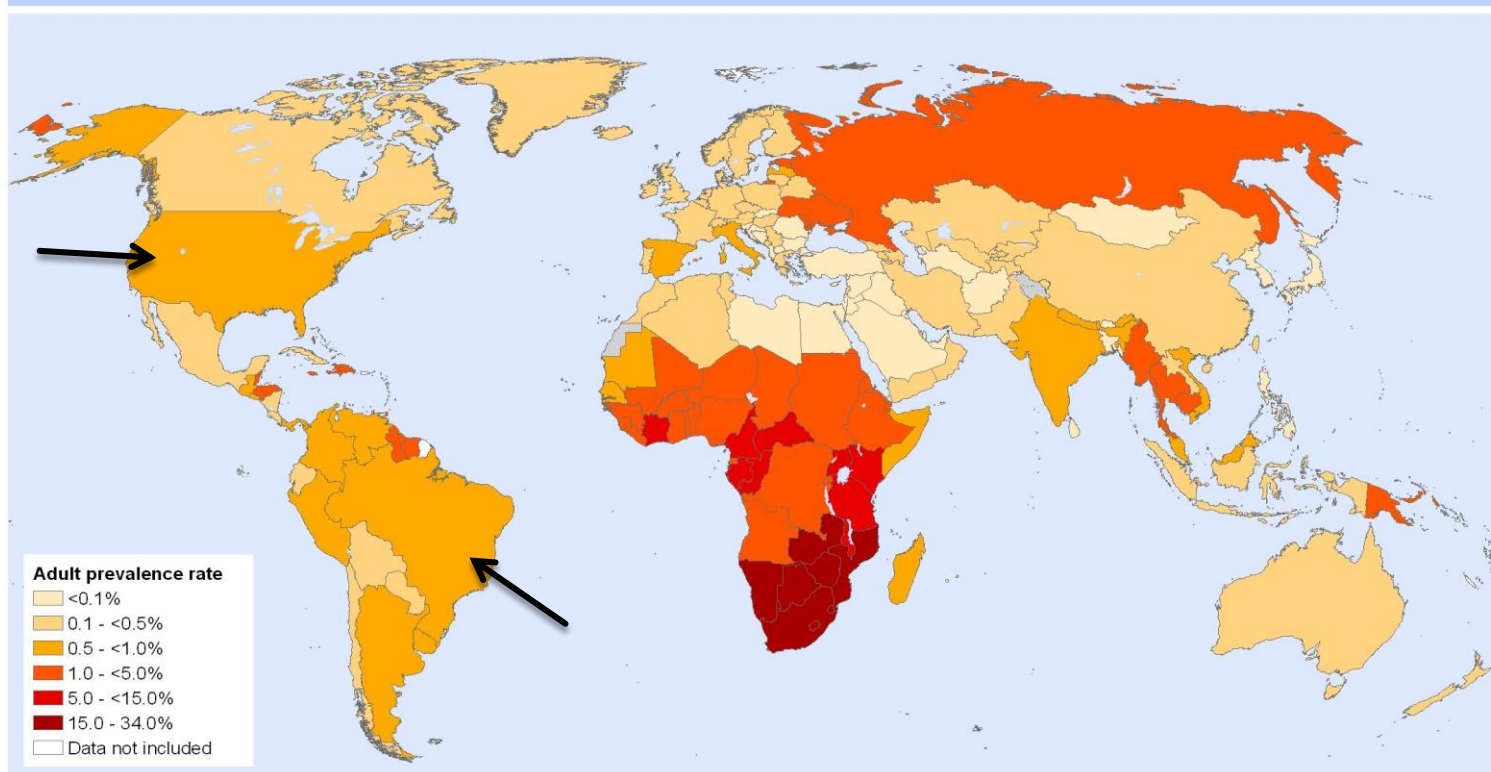 Adult prevalence rate
<0.1%
0.1 - <0.5%
0.5 - <1.0%
1.0 - <5.0%
5.0 - <15.0%
15.0 - 34.0%
Data not included